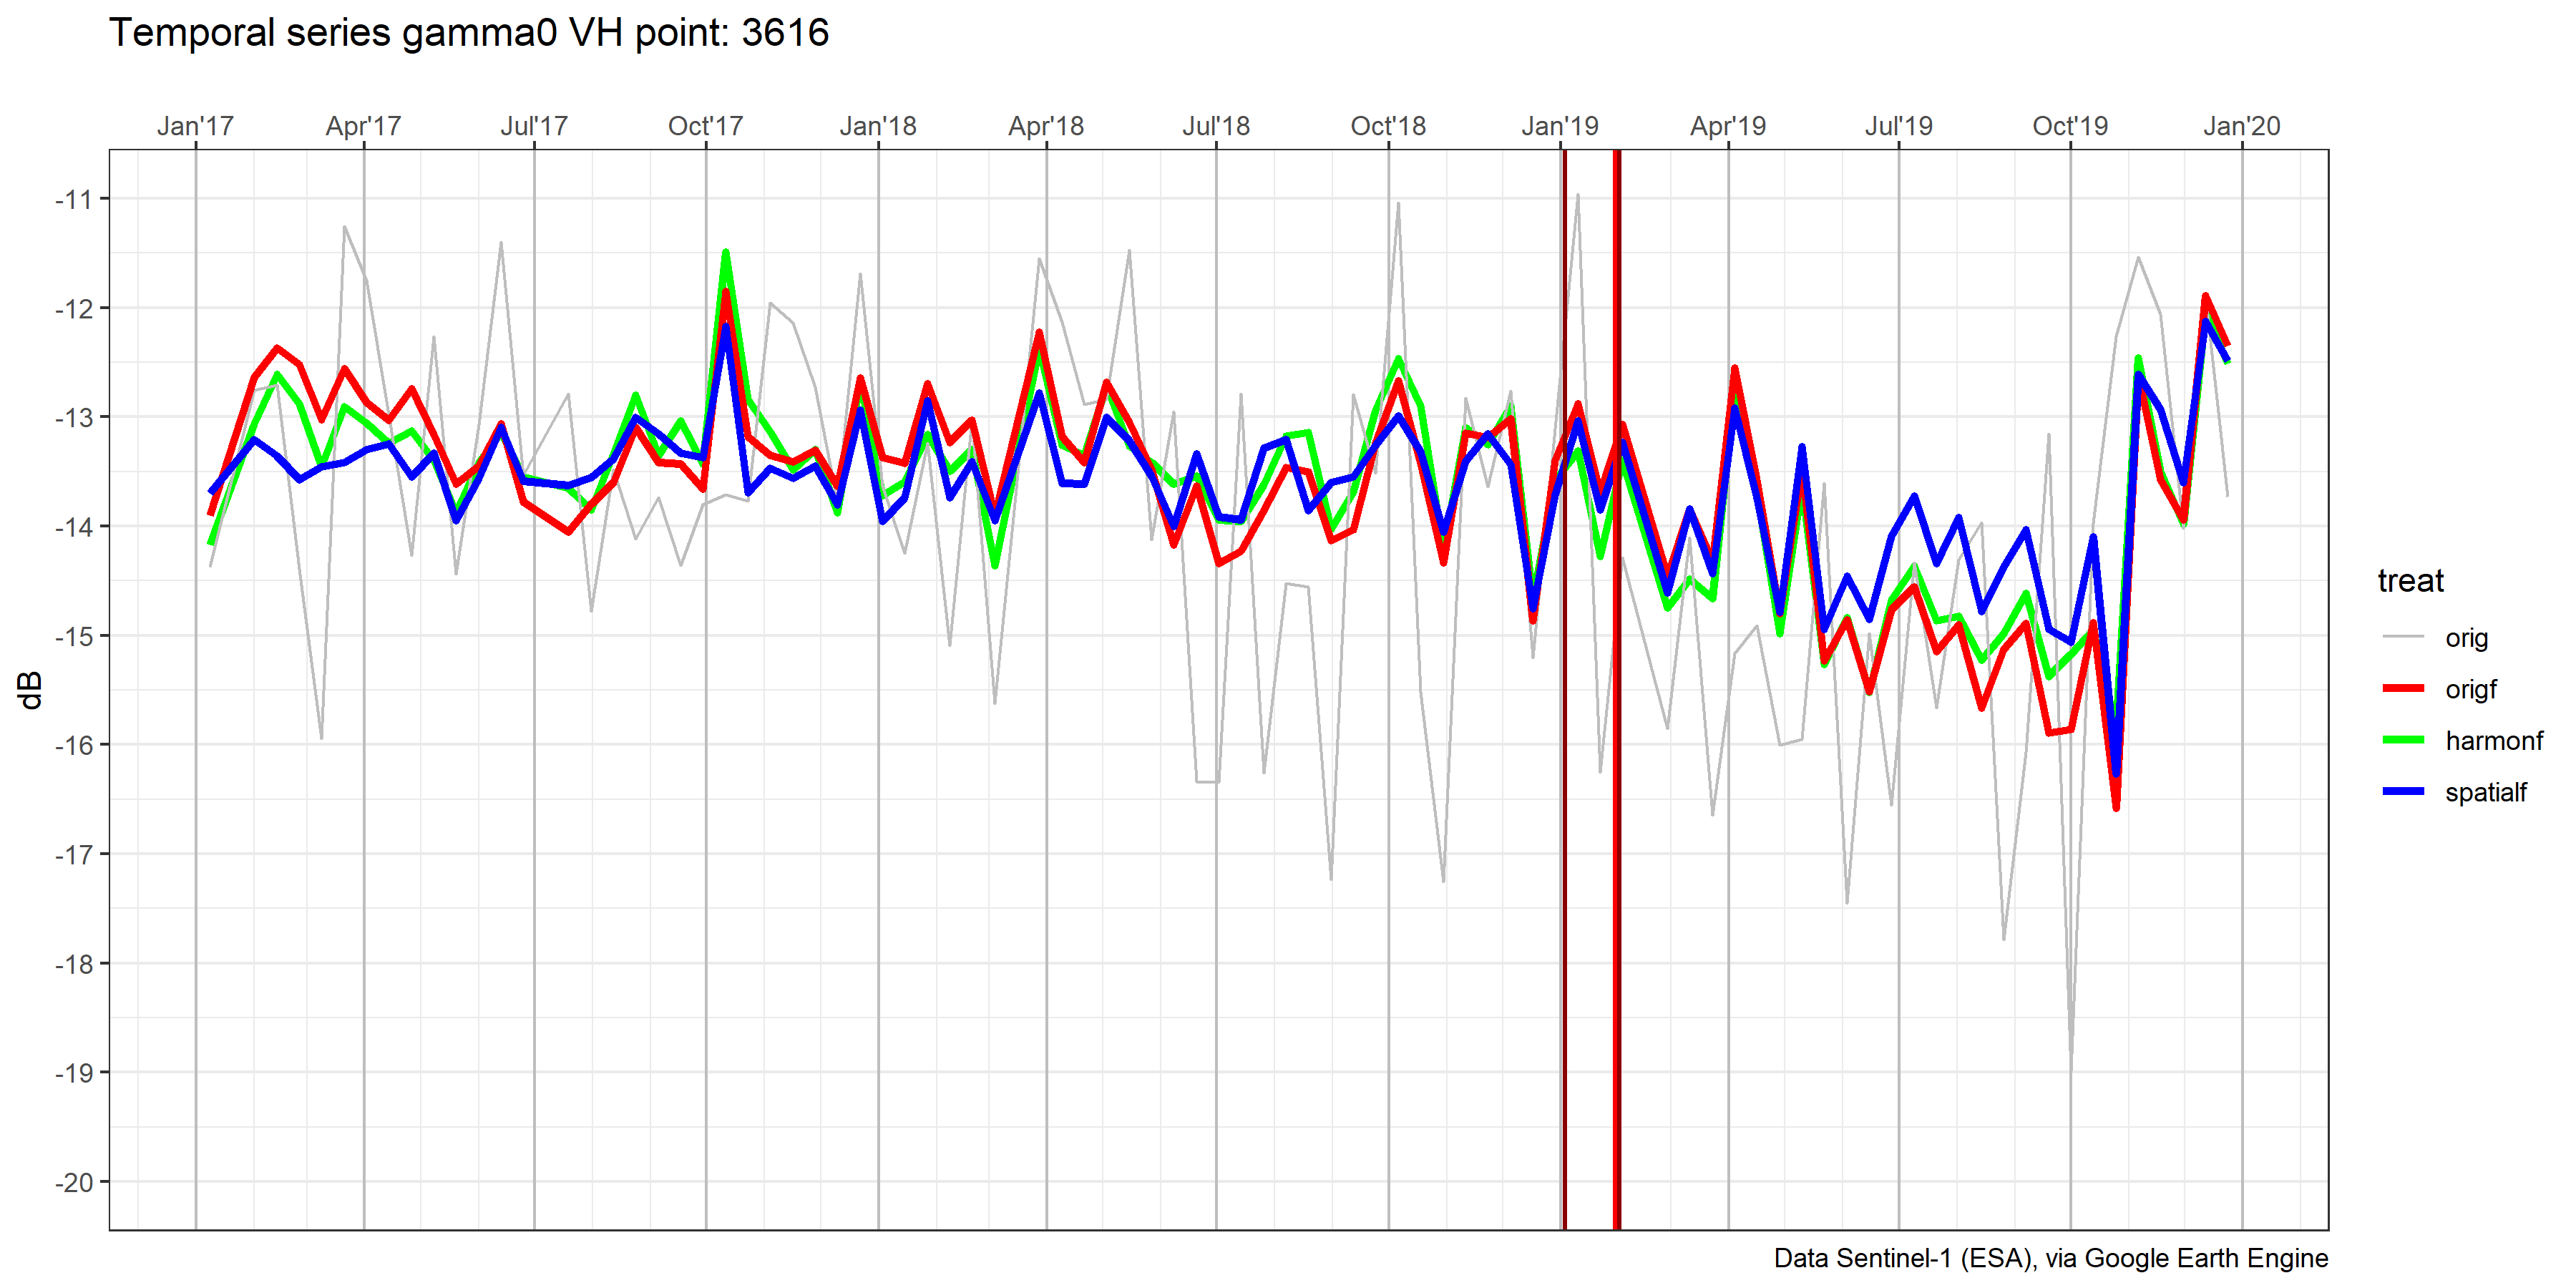 Temporal series gamma0 VH point: 3616
Jan'17 Apr'17 Jul'17 Oct'17 Jan'18 Apr'18 Jul'18 Oct'18 Jan'19 Apr'19 Jul'19 Oct'19 Jan'20
-11
-12
-13
-14
-15
-16
-17
-18
-19
-20
dB
treat
orig
origf
harmonf
spatialf
Data Sentinel-1 (ESA), via Google Earth Engine